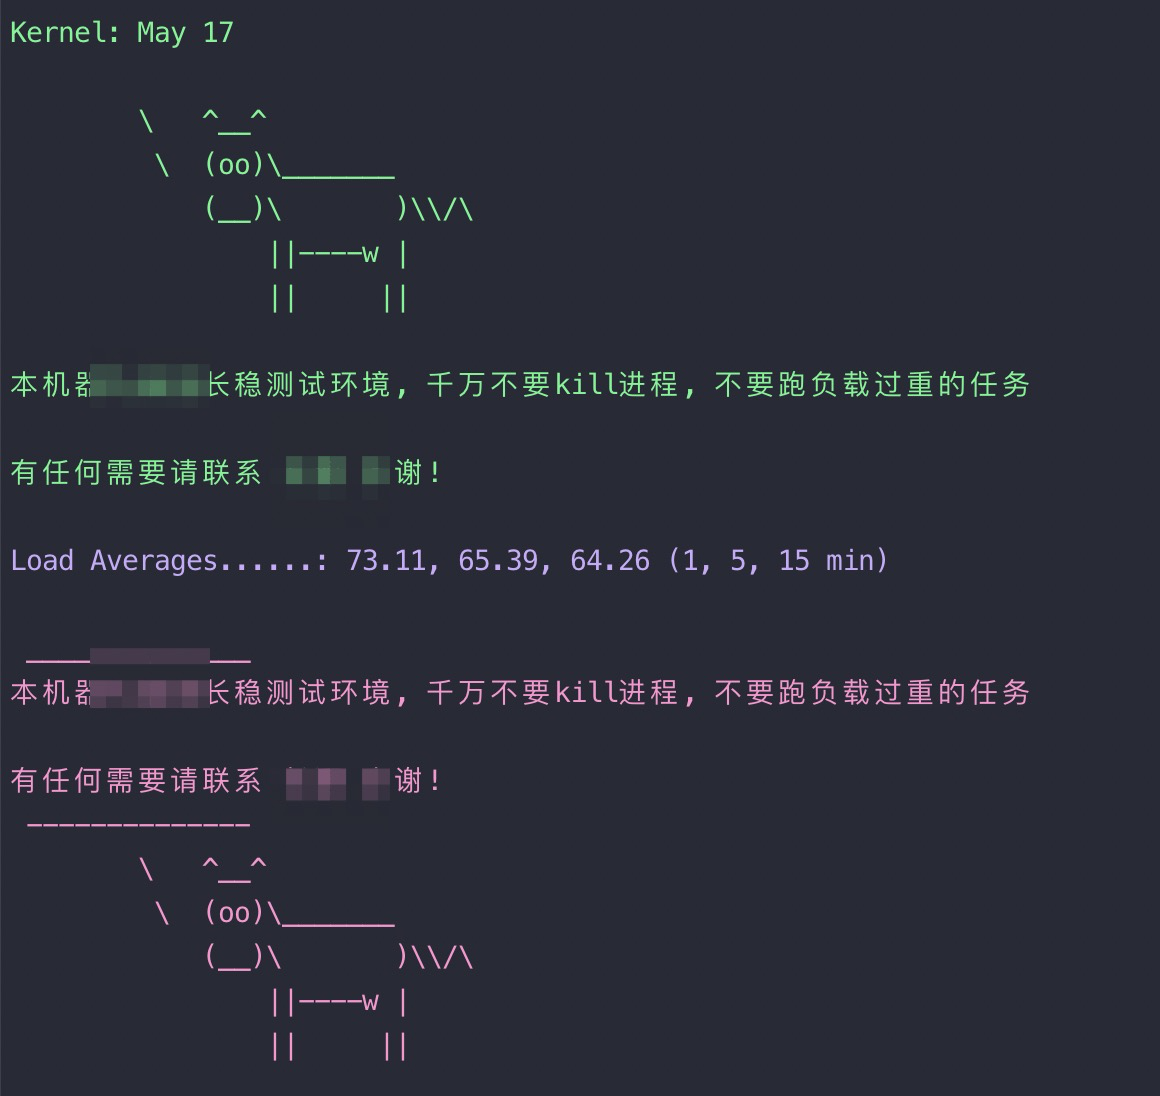 Kernel: May 17
\   ^__^
\  (oo)\_______
(__)\       )\\/\
||----w |
||     ||
本机器 长稳测试环境, 千万不要kill进程, 不要跑负载过重的任务
有任何需要请联系 谢!
Load Averages......: 73.11, 65.39, 64.26 (1, 5, 15 min)
本机器 长稳测试环境, 千万不要kill进程, 不要跑负载过重的任务
有任何需要请联系 谢!
--------------
\   ^__^
\  (oo)\_______
(__)\       )\\/\
||----w |
||     ||